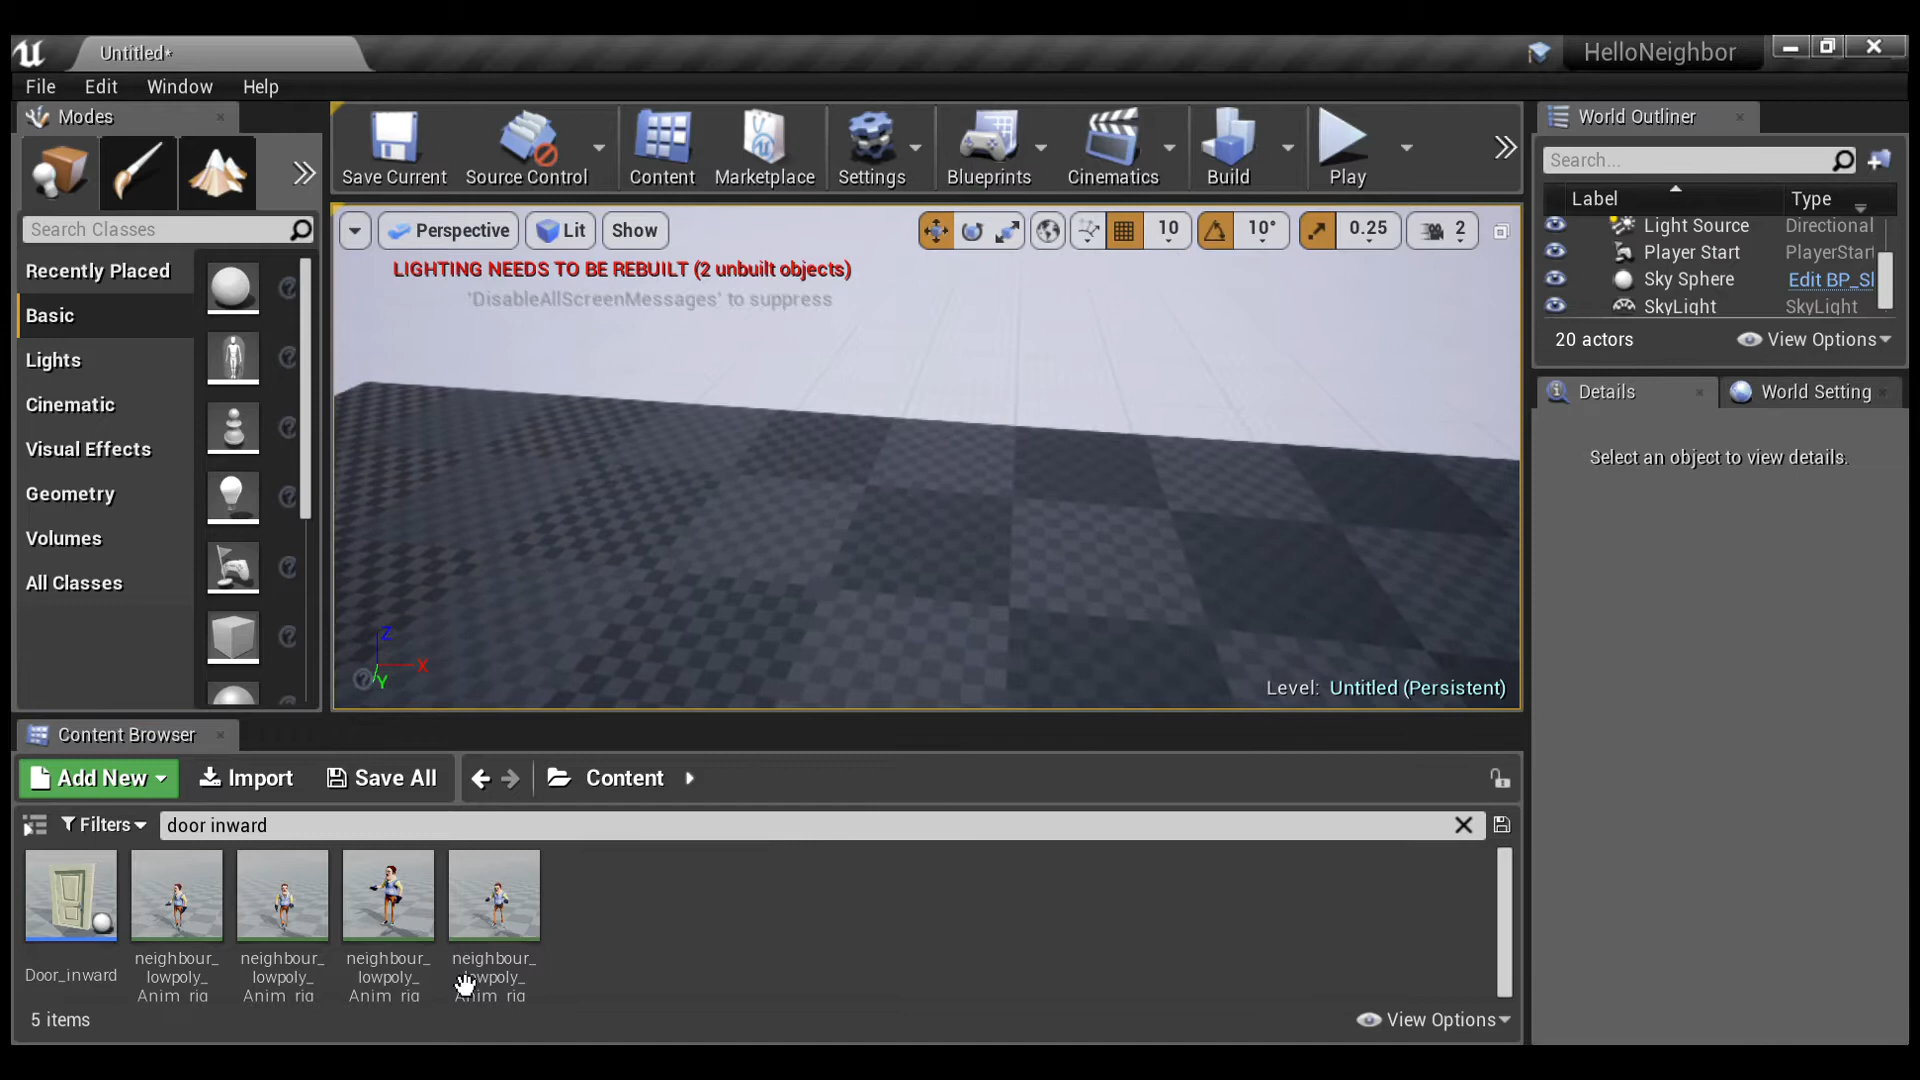 Untitled*
HelloNeighbor
File Edit Window Help
Modes
Save Current Source Control Content Marketplace Settings Blueprints Cinematics Build Play
Search Classes
Recently Placed
Basic
Lights
Cinematic
Visual Effects
Geometry
Volumes
All Classes
Perspective Lit Show
10 10° 0.25 2
LIGHTING NEEDS TO BE REBUILT (2 unbuilt objects)
'DisableAllScreenMessages' to suppress
Z
X
Y
Level: Untitled (Persistent)
World Outliner
Search...
Label Type
Light Source Directional
Player Start PlayerStart
Sky Sphere Edit BP_Sl
SkyLight SkyLight
20 actors View Options
Details World Setting
Select an object to view details.
Content Browser
Add New Import Save All Content
Filters door inward
Door_inward
neighbour_
lowpoly_
Anim_rig
neighbour_
lowpoly_
Anim_rig
neighbour_
lowpoly_
Anim_rig
neighbour_
lowpoly_
Anim_rig
5 items View Options